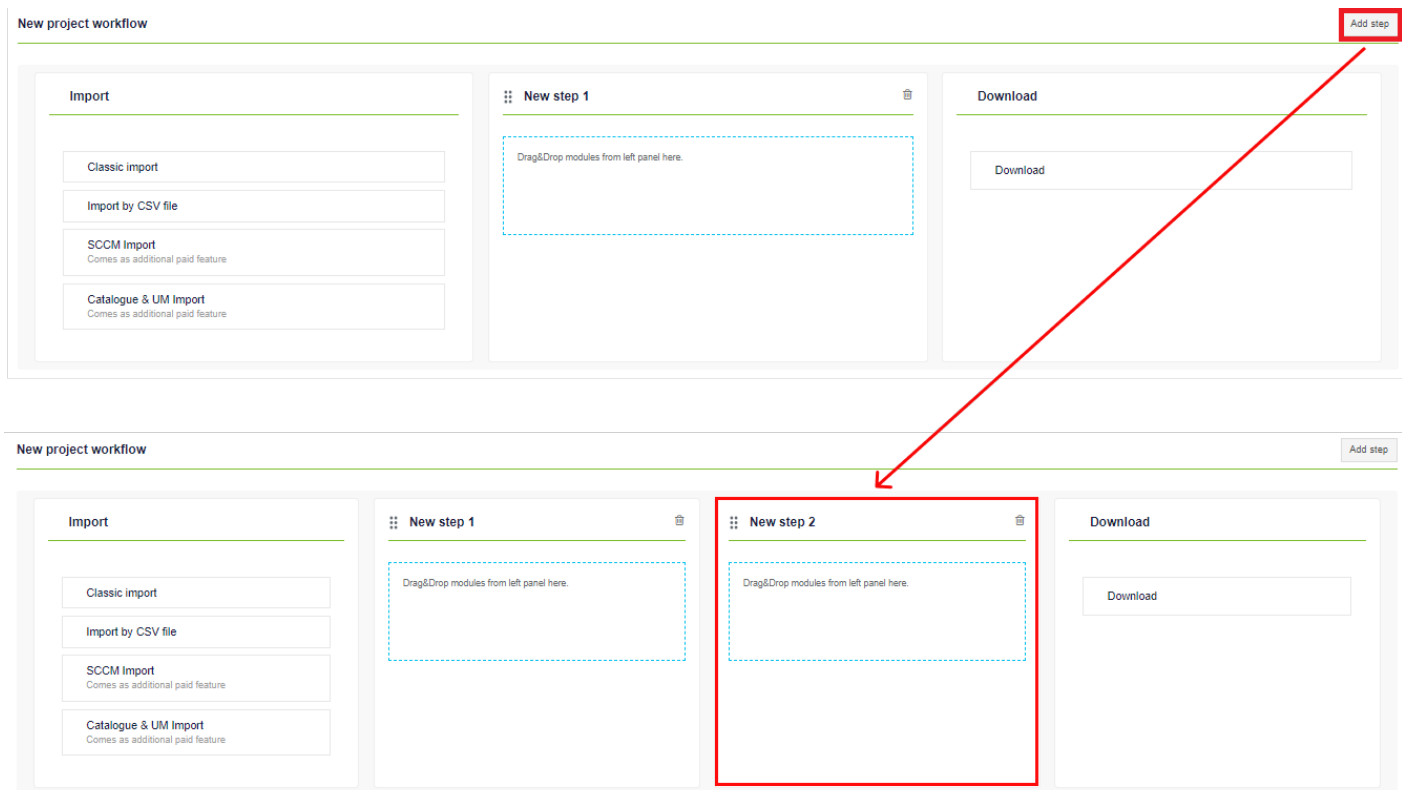 New project workflow
Add step
Import
New step 1
Download
Classic import
Import by CSV file
SCCM Import
Comes as additional paid feature
Catalogue & UM Import
Comes as additional paid feature
Drag&Drop modules from left panel here.
Download
New project workflow
Add step
Import
New step 1
New step 2
Download
Classic import
Import by CSV file
SCCM Import
Comes as additional paid feature
Catalogue & UM Import
Comes as additional paid feature
Drag&Drop modules from left panel here.
Drag&Drop modules from left panel here.
Download